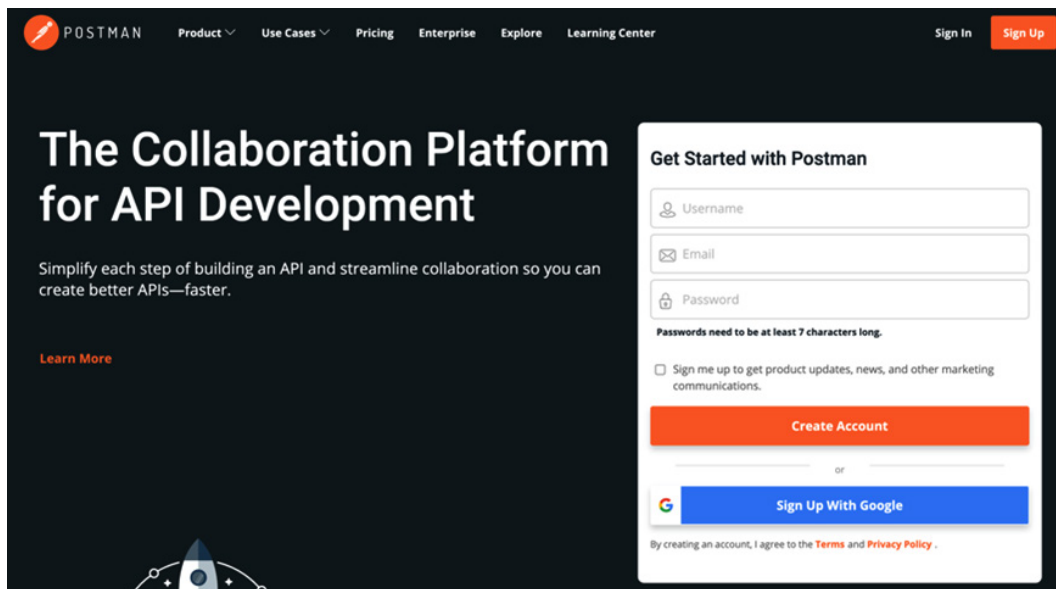 POSTMAN Product Use Cases Pricing Enterprise Explore Learning Center Sign In Sign Up
The Collaboration Platform
for API Development
Simplify each step of building an API and streamline collaboration so you can
create better APIs—faster.
Learn More
Get Started with Postman
Username
Email
Password
Passwords need to be at least 7 characters long.
Sign me up to get product updates, news, and other marketing
communications.
Create Account
or
G Sign Up With Google
By creating an account, I agree to the Terms and Privacy Policy .